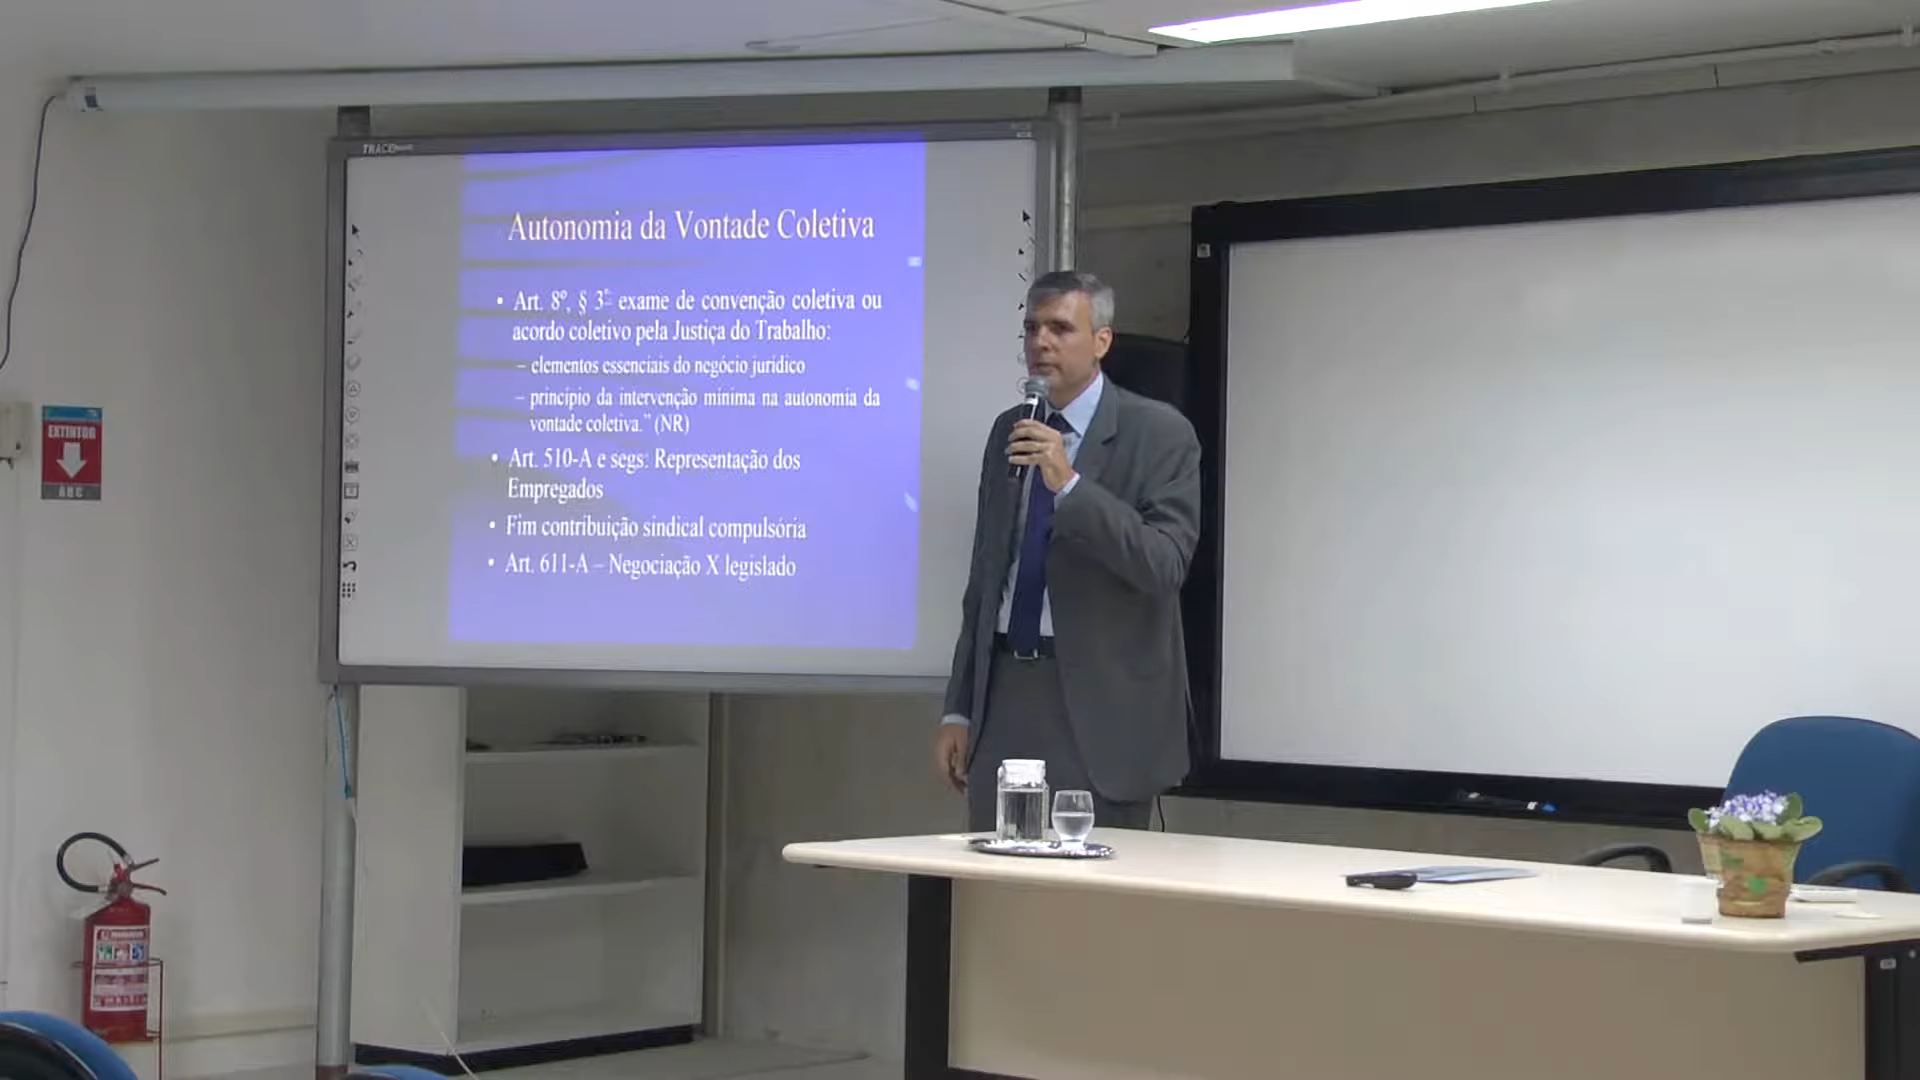 TRACE
Autonomia da Vontade Coletiva
• Art. 8º, § 3º exame de convenção coletiva ou
acordo coletivo pela Justiça do Trabalho:
– elementos essenciais do negócio jurídico
– princípio da intervenção mínima na autonomia da
vontade coletiva.” (NR)
• Art. 510-A e segs: Representação dos
Empregados
• Fim contribuição sindical compulsória
• Art. 611-A – Negociação X legislado
EXTINTOR
ABC